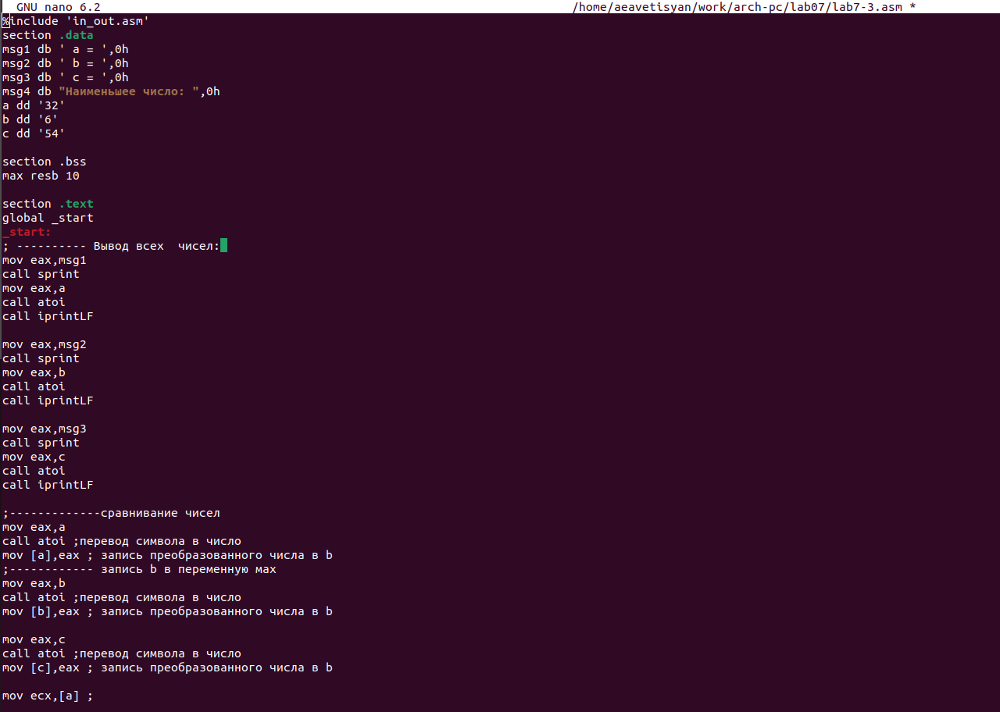 GNU nano 6.2 /home/aeavetisyan/work/arch-pc/lab07/lab7-3.asm *
%include 'in_out.asm'
section .data
msg1 db ' a = ',0h
msg2 db ' b = ',0h
msg3 db ' c = ',0h
msg4 db "Наименьшее число: ",0h
a dd '32'
b dd '6'
c dd '54'
section .bss
max resb 10
section .text
global _start
_start:
; ---------- Вывод всех  чисел:
mov eax,msg1
call sprint
mov eax,a
call atoi
call iprintLF
mov eax,msg2
call sprint
mov eax,b
call atoi
call iprintLF
mov eax,msg3
call sprint
mov eax,c
call atoi
call iprintLF
;-------------сравнивание чисел
mov eax,a
call atoi ;перевод символа в число
mov [a],eax ; запись преобразованного числа в b
;------------ запись b в переменную мах
mov eax,b
call atoi ;перевод символа в число
mov [b],eax ; запись преобразованного числа в b
mov eax,c
call atoi ;перевод символа в число
mov [c],eax ; запись преобразованного числа в b
mov ecx,[a] ;